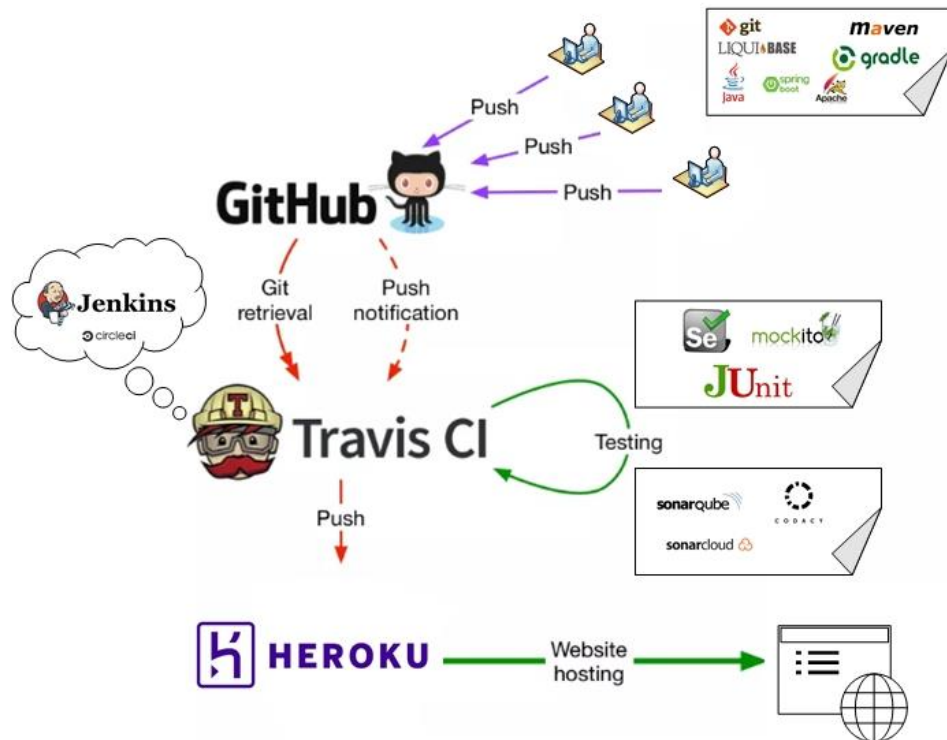 git
maven
LIQUIBASE
gradle
Java
spring
boot
Apache
Push
Push
Push
GitHub
Git
retrieval
Push
notification
Jenkins
circleci
Se
mockito
JUnit
T
Travis CI
Testing
Push
sonarqube
CODACY
sonarcloud
HEROKU
Website
hosting